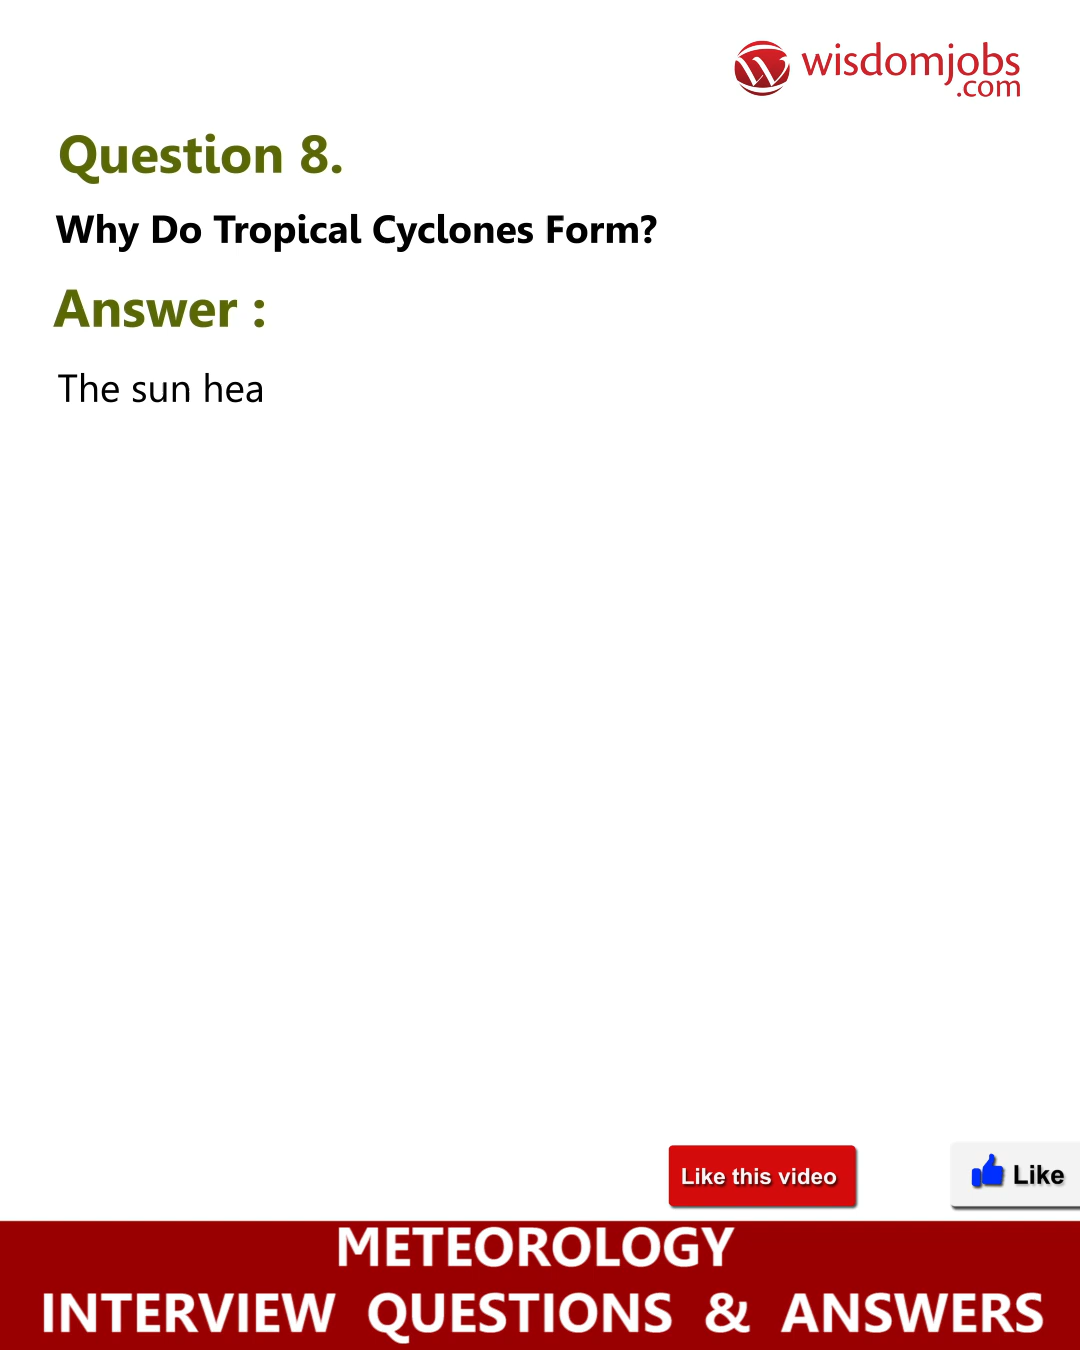 wisdomjobs
.com
Question 8.
Why Do Tropical Cyclones Form?
Answer :
The sun hea
Like this video
Like
METEOROLOGY
INTERVIEW QUESTIONS & ANSWERS